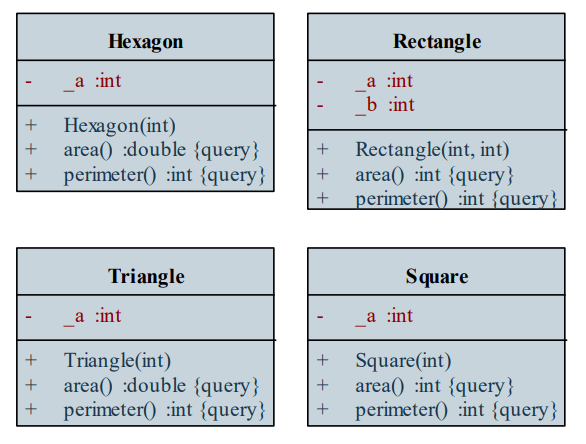 Hexagon
- _a :int
+ Hexagon(int)
+ area() :double {query}
+ perimeter() :int {query}
Rectangle
- _a :int
- _b :int
+ Rectangle(int, int)
+ area() :int {query}
+ perimeter() :int {query}
Triangle
- _a :int
+ Triangle(int)
+ area() :double {query}
+ perimeter() :int {query}
Square
- _a :int
+ Square(int)
+ area() :int {query}
+ perimeter() :int {query}